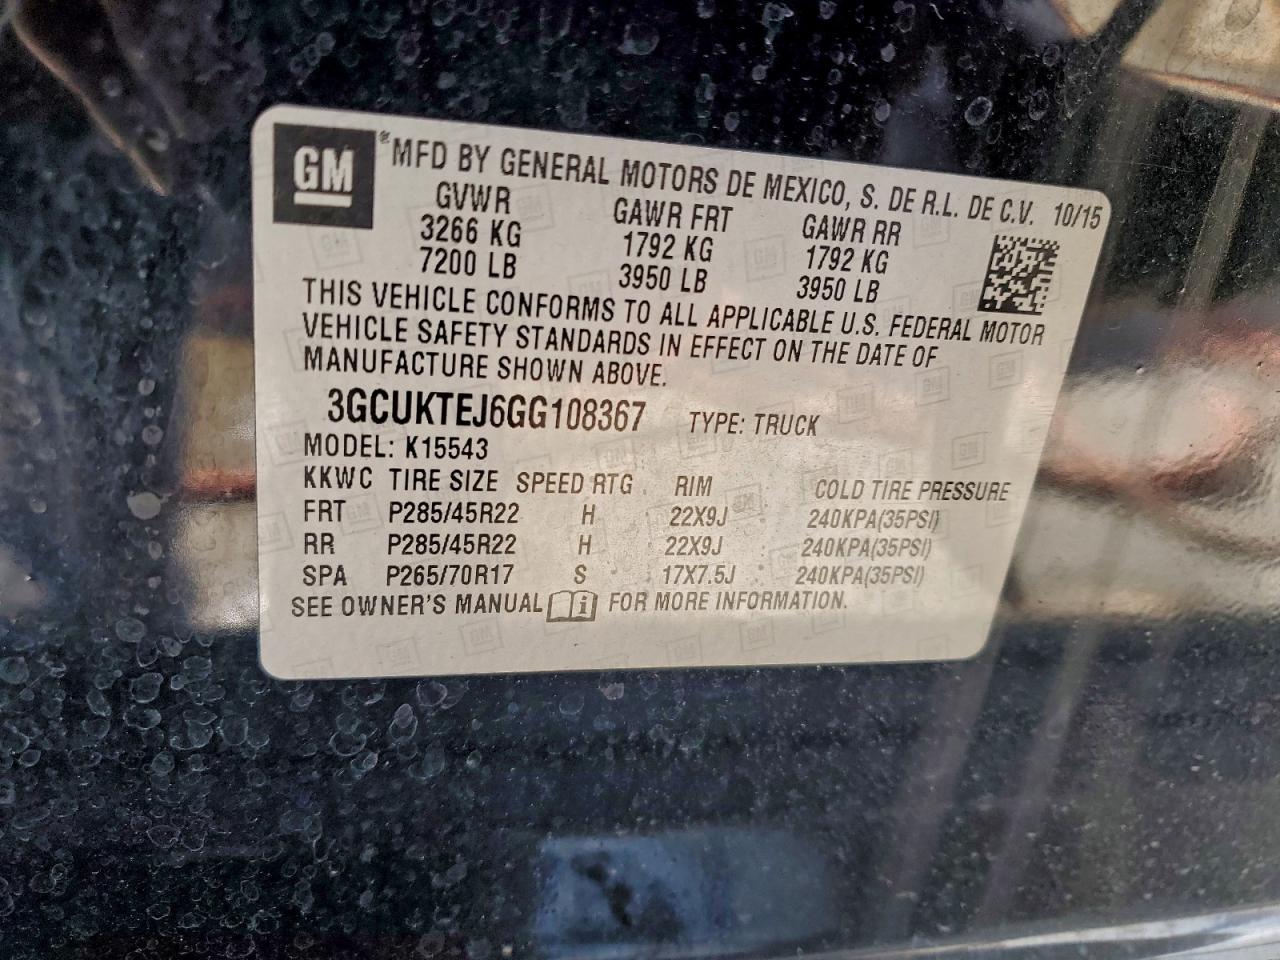 GM ® MFD BY GENERAL MOTORS DE MEXICO, S. DE R.L. DE C.V. 10/15
GVWR GAWR FRT GAWR RR
3266 KG 1792 KG 1792 KG
7200 LB 3950 LB 3950 LB
THIS VEHICLE CONFORMS TO ALL APPLICABLE U.S. FEDERAL MOTOR
VEHICLE SAFETY STANDARDS IN EFFECT ON THE DATE OF
MANUFACTURE SHOWN ABOVE.
3GCUKTEJ6GG108367 TYPE: TRUCK
MODEL: K15543
KKWC TIRE SIZE SPEED RTG RIM COLD TIRE PRESSURE
FRT P285/45R22 H 22X9J 240KPA(35PSI)
RR P285/45R22 H 22X9J 240KPA(35PSI)
SPA P265/70R17 S 17X7.5J 240KPA(35PSI)
SEE OWNER'S MANUAL i FOR MORE INFORMATION.